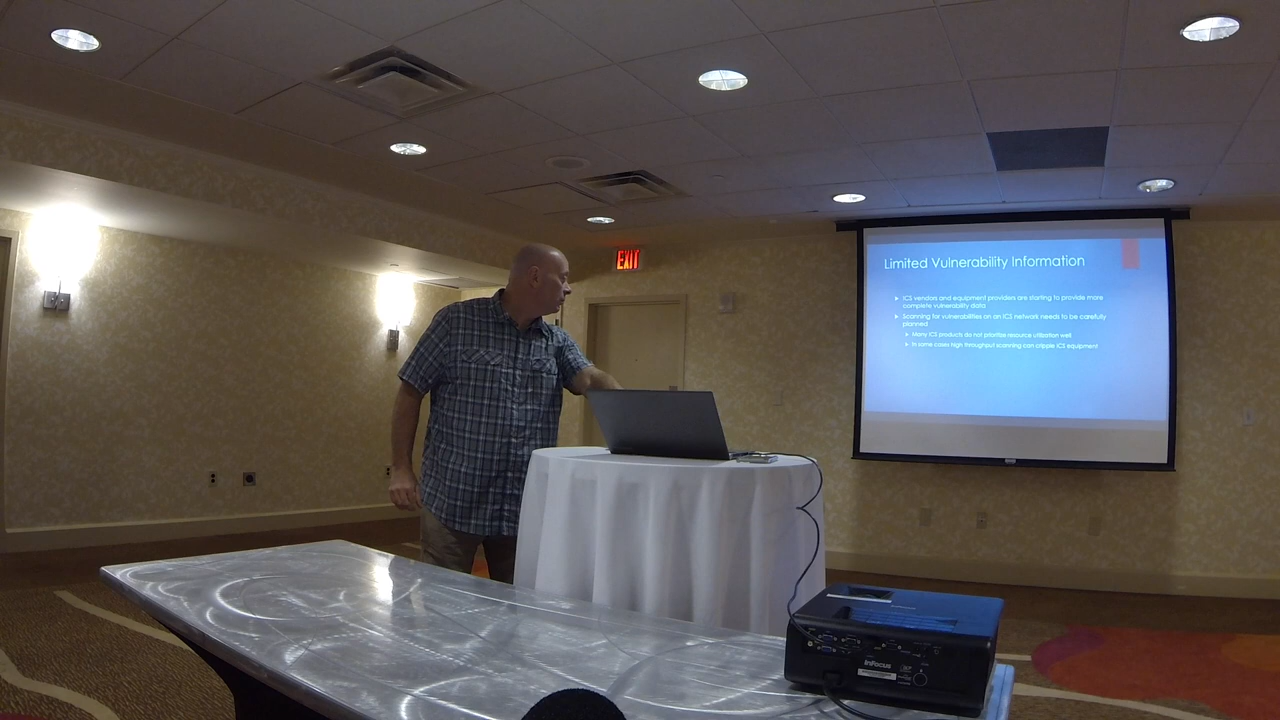 EXIT
Limited Vulnerability Information
ICS vendors and equipment providers are starting to provide more
complete vulnerability data
Scanning for vulnerabilities on an ICS network needs to be carefully
planned
Many ICS products do not prioritize resource utilization well
In some cases high throughput scanning can cripple ICS equipment
InFocus